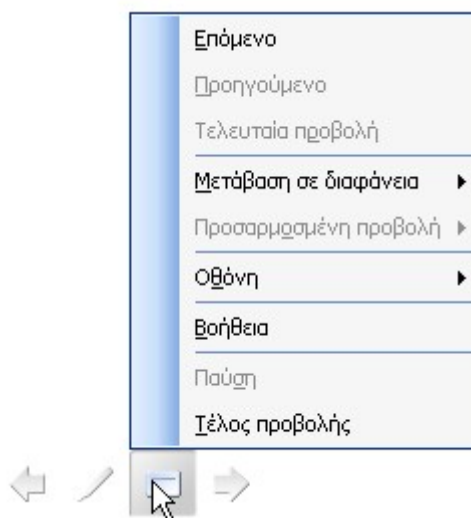 Επόμενο
Προηγούμενο
Τελευταία προβολή
Μετάβαση σε διαφάνεια
Προσαρμοσμένη προβολή
Οθόνη
Βοήθεια
Παύση
Τέλος προβολής